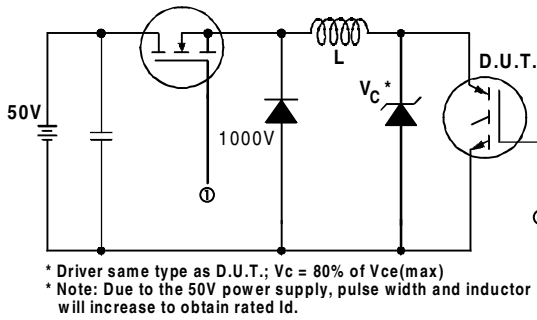 L
D.U.T.
V_C *
50V
1000V
①
* Driver same type as D.U.T.; Vc = 80% of Vce(max)
* Note: Due to the 50V power supply, pulse width and inductor
will increase to obtain rated Id.